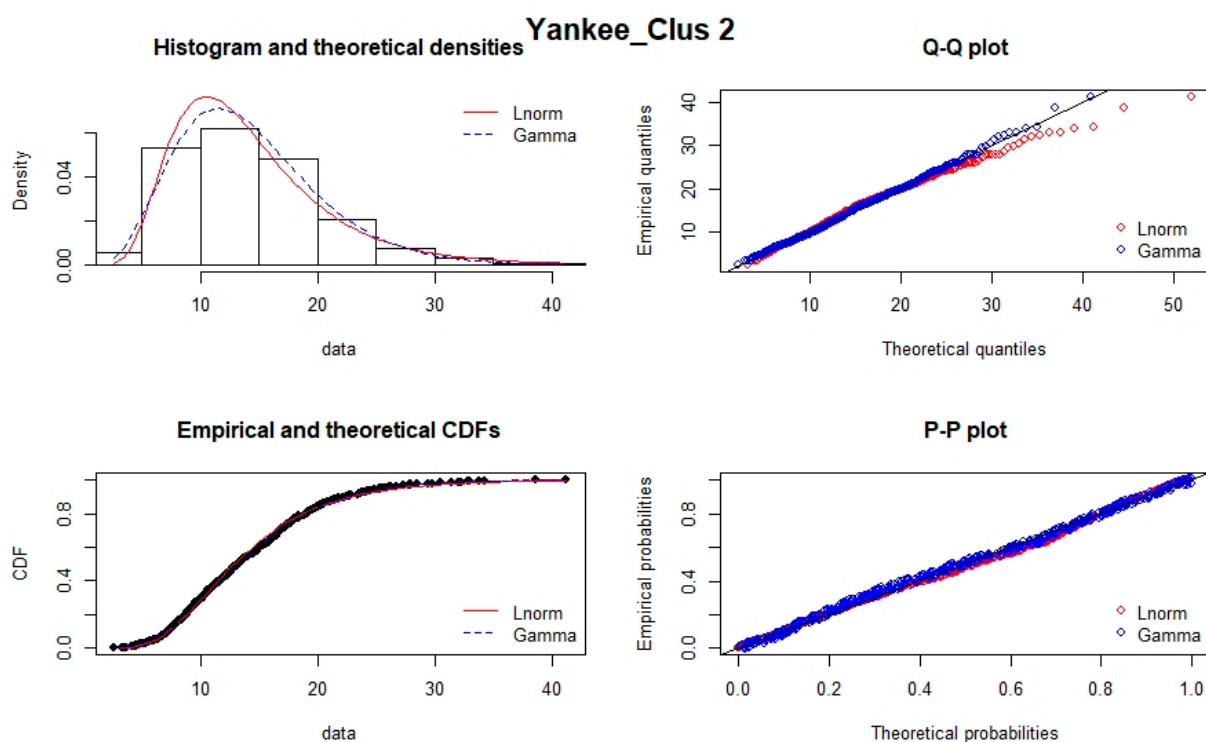 Yankee_Clus 2
Histogram and theoretical densities
Density
0.00
0.04
Lnorm
Gamma
10
20
30
40
data
Q-Q plot
Empirical quantiles
10
20
30
40
Lnorm
Gamma
10
20
30
40
50
Theoretical quantiles
Empirical and theoretical CDFs
CDF
0.0
0.4
0.8
Lnorm
Gamma
10
20
30
40
data
P-P plot
Empirical probabilities
0.0
0.4
0.8
Lnorm
Gamma
0.0
0.2
0.4
0.6
0.8
1.0
Theoretical probabilities